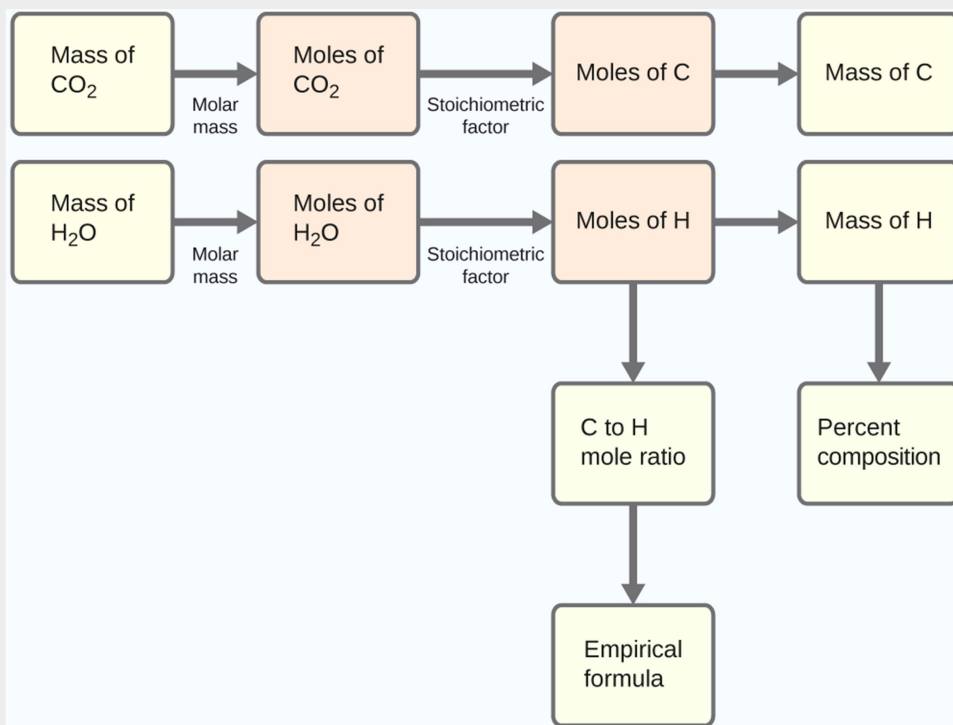 Mass of
CO₂
Molar
mass
Moles of
CO₂
Stoichiometric
factor
Moles of C
Mass of C
Mass of
H₂O
Molar
mass
Moles of
H₂O
Stoichiometric
factor
Moles of H
Mass of H
C to H
mole ratio
Percent
composition
Empirical
formula